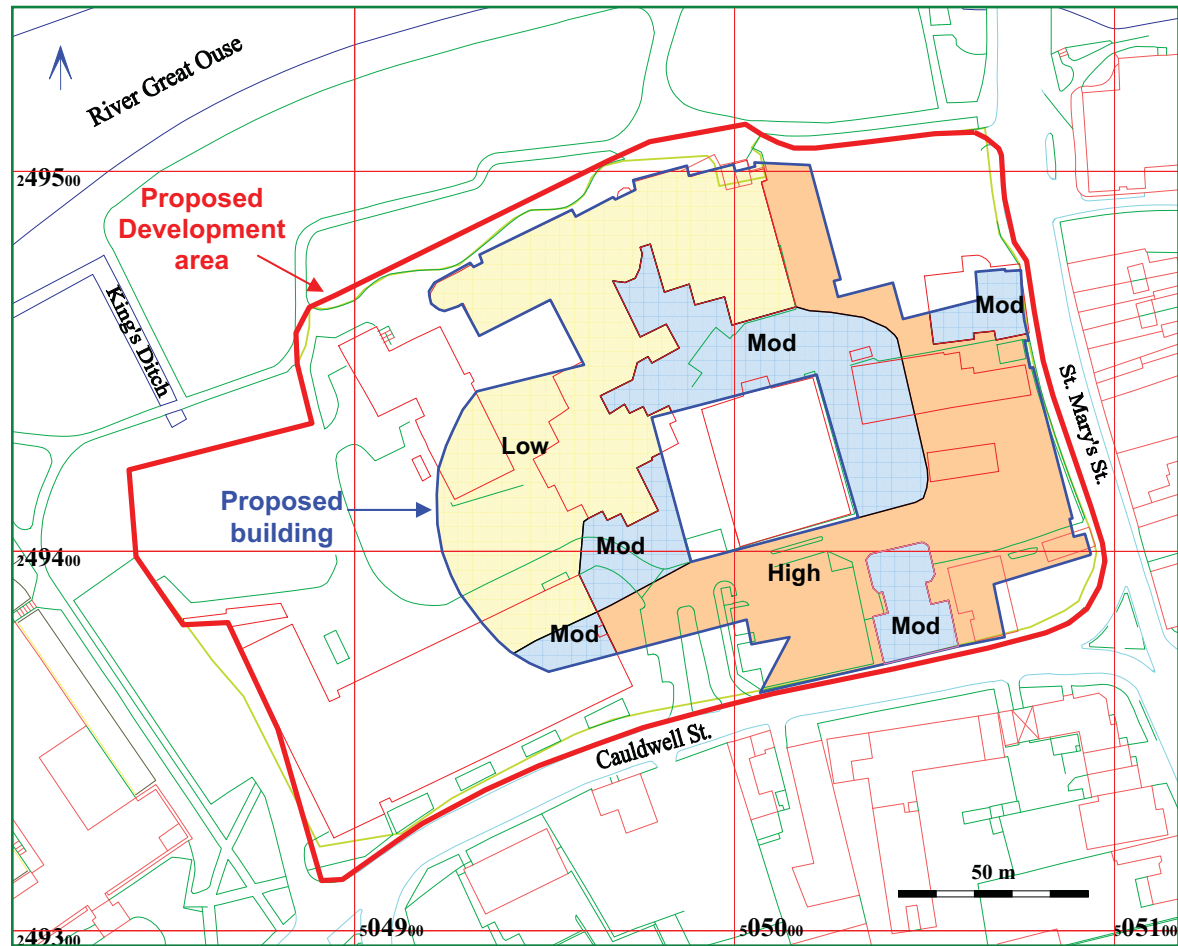 River Great Ouse
249500
Proposed
Development
area
King's Ditch
Mod
Mod
St. Mary's St.
Low
Proposed
building
Mod
249400
High
Mod
Mod
Cauldwell St.
50 m
249300
504900
505000
505100